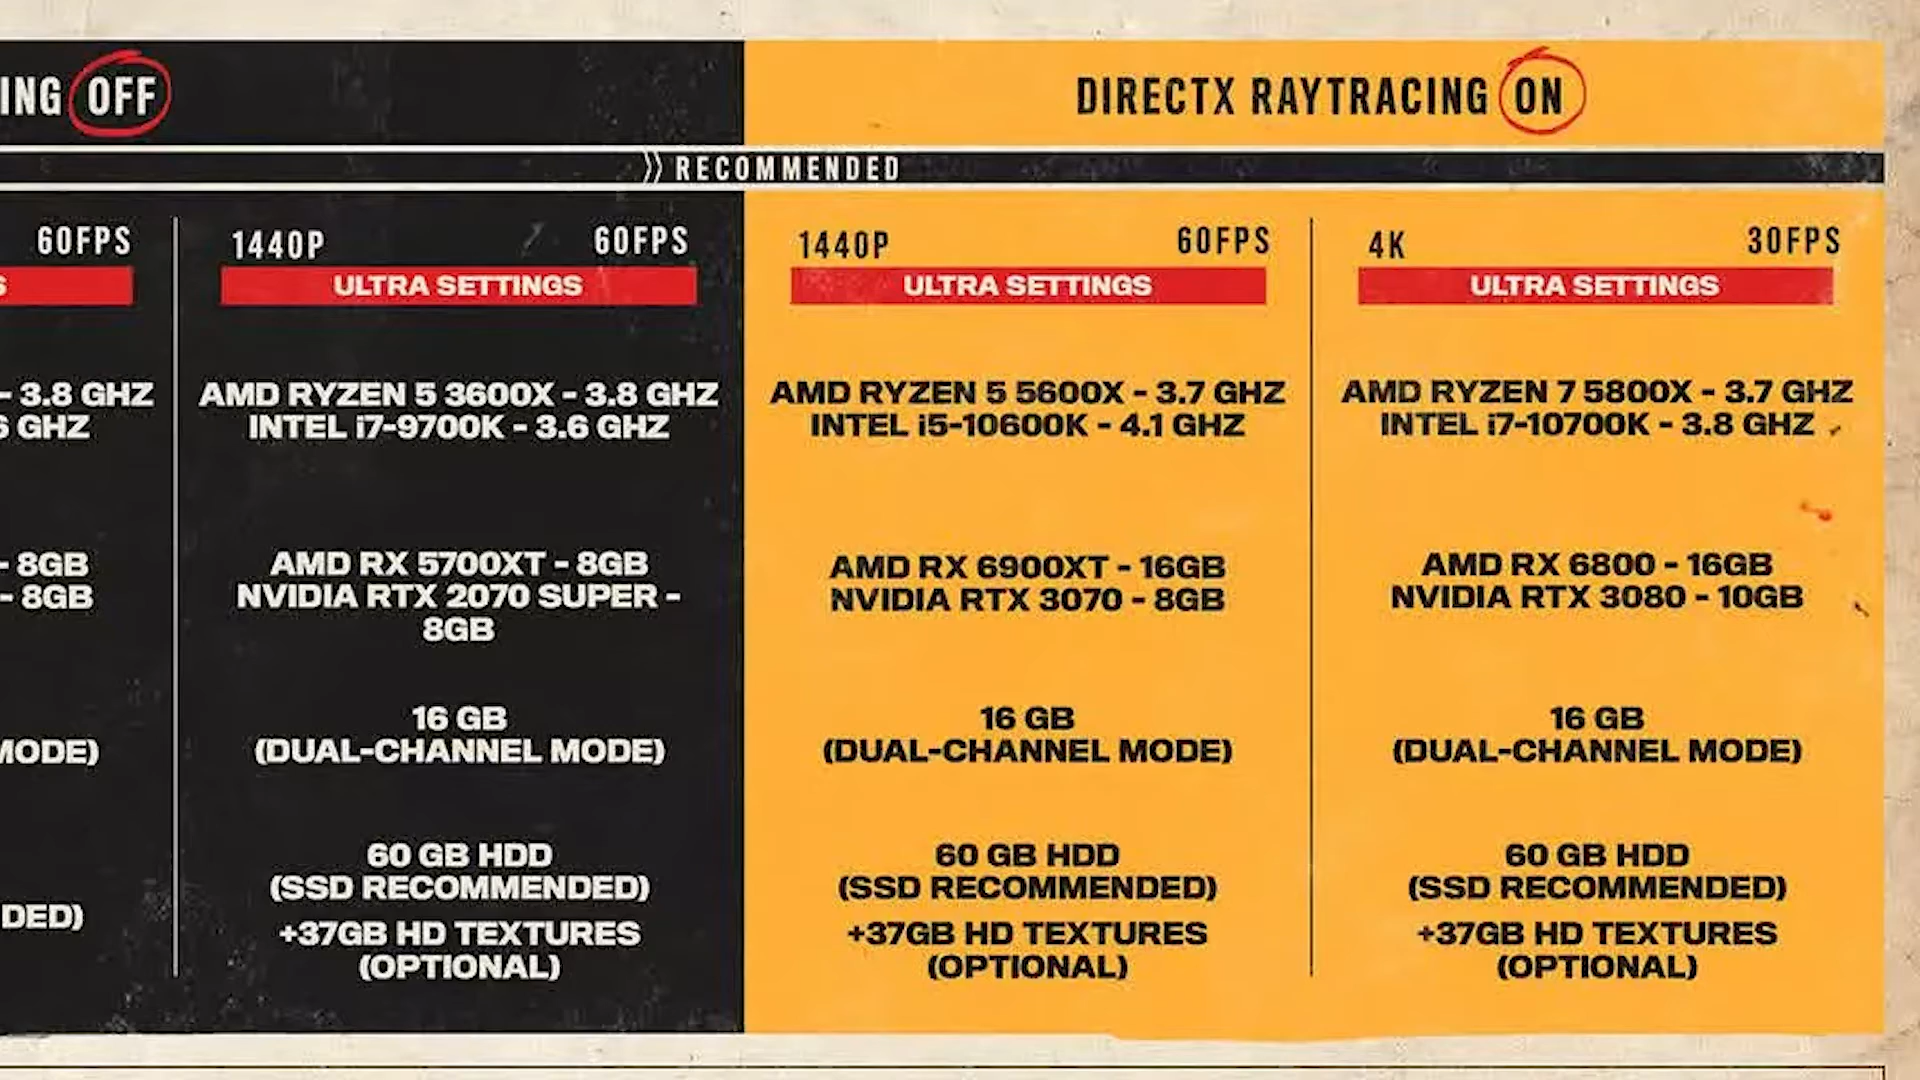 ING OFF
DIRECTX RAYTRACING ON
RECOMMENDED
60FPS
S
- 3.8 GHZ
6 GHZ
- 8GB
- 8GB
MODE)
DED)
1440P 60FPS
ULTRA SETTINGS
AMD RYZEN 5 3600X - 3.8 GHZ
INTEL i7-9700K - 3.6 GHZ
AMD RX 5700XT - 8GB
NVIDIA RTX 2070 SUPER -
8GB
16 GB
(DUAL-CHANNEL MODE)
60 GB HDD
(SSD RECOMMENDED)
+37GB HD TEXTURES
(OPTIONAL)
1440P 60FPS
ULTRA SETTINGS
AMD RYZEN 5 5600X - 3.7 GHZ
INTEL i5-10600K - 4.1 GHZ
AMD RX 6900XT - 16GB
NVIDIA RTX 3070 - 8GB
16 GB
(DUAL-CHANNEL MODE)
60 GB HDD
(SSD RECOMMENDED)
+37GB HD TEXTURES
(OPTIONAL)
4K 30FPS
ULTRA SETTINGS
AMD RYZEN 7 5800X - 3.7 GHZ
INTEL i7-10700K - 3.8 GHZ
AMD RX 6800 - 16GB
NVIDIA RTX 3080 - 10GB
16 GB
(DUAL-CHANNEL MODE)
60 GB HDD
(SSD RECOMMENDED)
+37GB HD TEXTURES
(OPTIONAL)